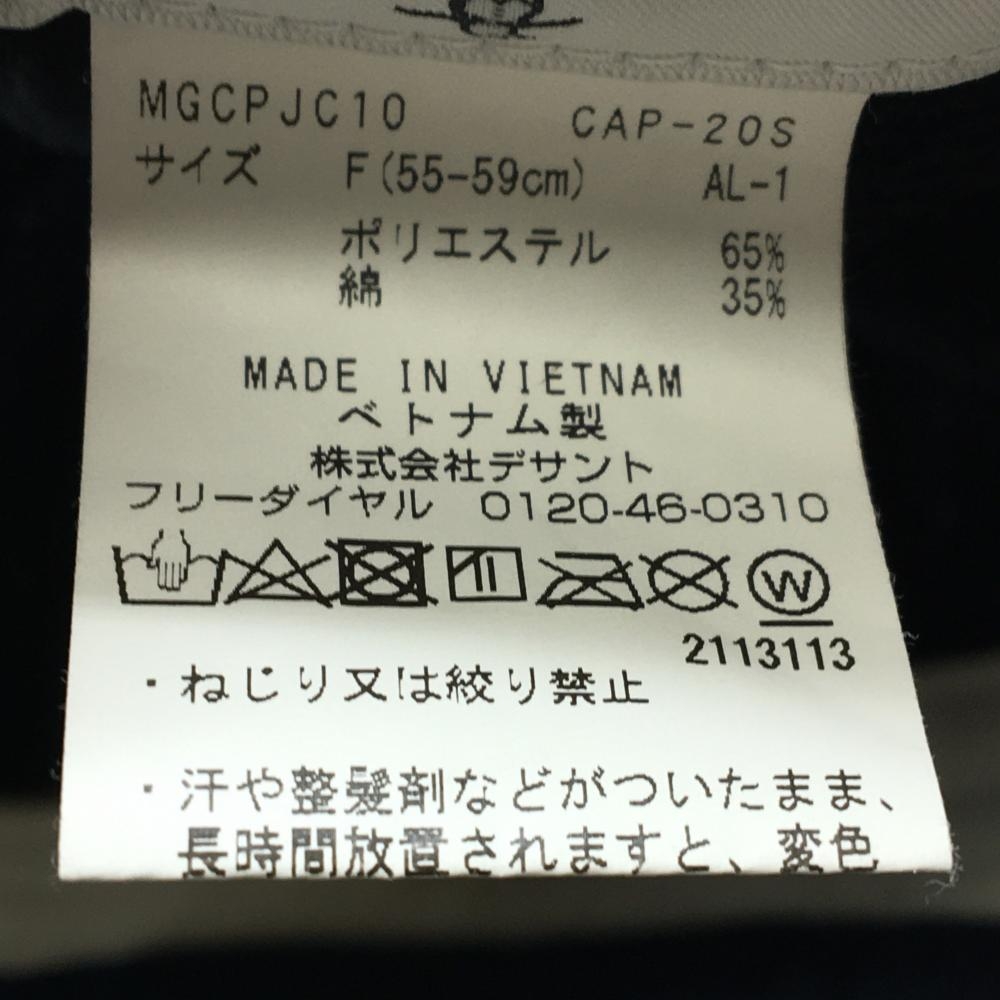 MGCPJC10 CAP-20S
サイズ F(55-59cm) AL-1
ポリエステル 65%
綿 35%
MADE IN VIETNAM
ベトナム製
株式会社デサント
フリーダイヤル 0120-46-0310
W
2113113
・ねじり又は絞り禁止
・汗や整髪剤などがついたまま、
長時間放置されますと、変色